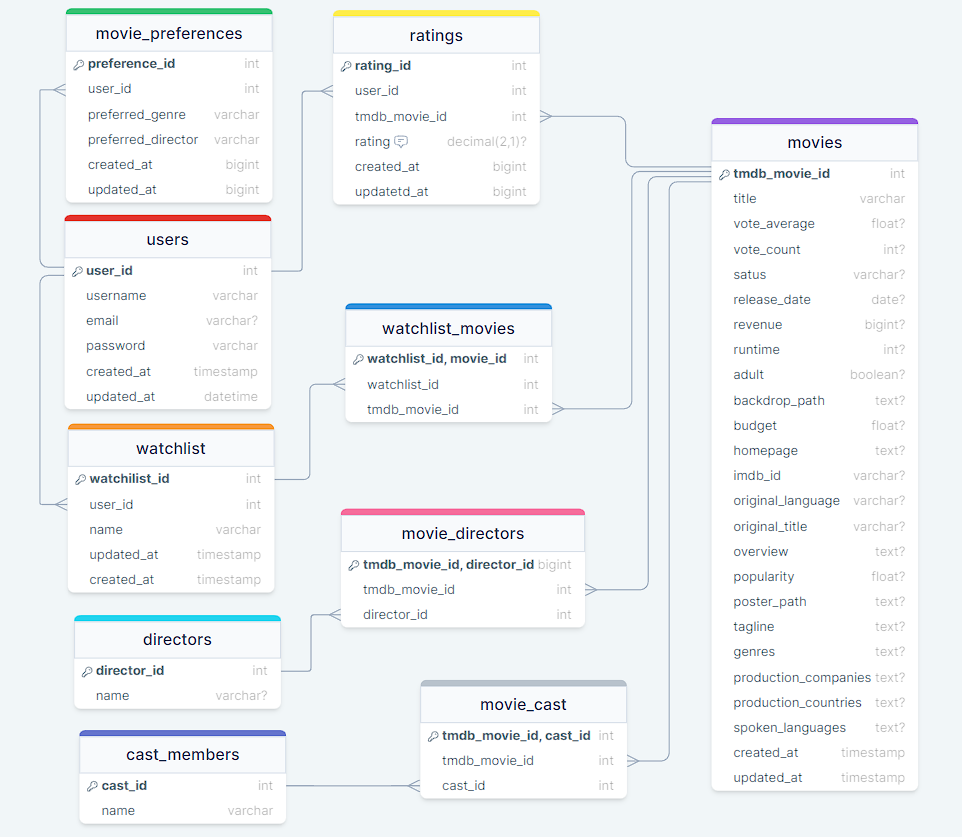 movie_preferences
preference_id int
user_id int
preferred_genre varchar
preferred_director varchar
created_at bigint
updated_at bigint
ratings
rating_id int
user_id int
tmdb_movie_id int
rating decimal(2,1)?
created_at bigint
updatetd_at bigint
movies
tmdb_movie_id int
title varchar
vote_average float?
vote_count int?
satus varchar?
release_date date?
revenue bigint?
runtime int?
adult boolean?
backdrop_path text?
budget float?
homepage text?
imdb_id varchar?
original_language varchar?
original_title varchar?
overview text?
popularity float?
poster_path text?
tagline text?
genres text?
production_companies text?
production_countries text?
spoken_languages text?
created_at timestamp
updated_at timestamp
users
user_id int
username varchar
email varchar?
password varchar
created_at timestamp
updated_at datetime
watchlist_movies
watchlist_id, movie_id int
watchlist_id int
tmdb_movie_id int
watchlist
watchilist_id int
user_id int
name varchar
updated_at timestamp
created_at timestamp
movie_directors
tmdb_movie_id, director_id bigint
tmdb_movie_id int
director_id int
directors
director_id int
name varchar?
movie_cast
tmdb_movie_id, cast_id int
tmdb_movie_id int
cast_id int
cast_members
cast_id int
name varchar